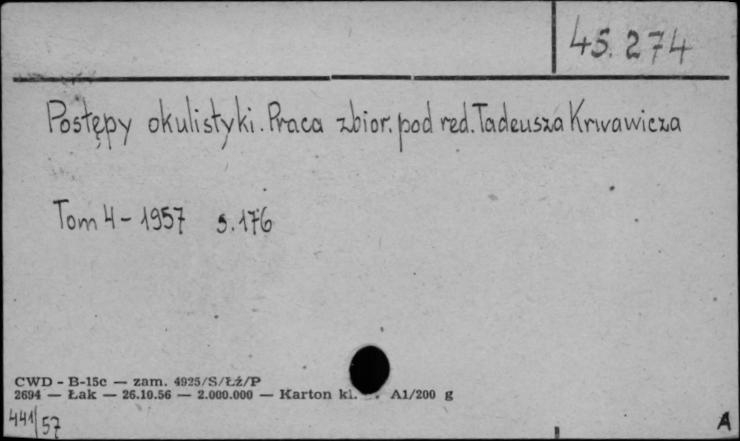 45.274
Postępy okulistyki. Praca zbior. pod red. Tadeusza Krwawicza
Tom 4 - 1957 s. 176
CWD - B-15c — zam. 4925/S/Łź/P
2694 — Łak — 26.10.56 — 2.000.000 — Karton kl. A1/200 g
441/57
A